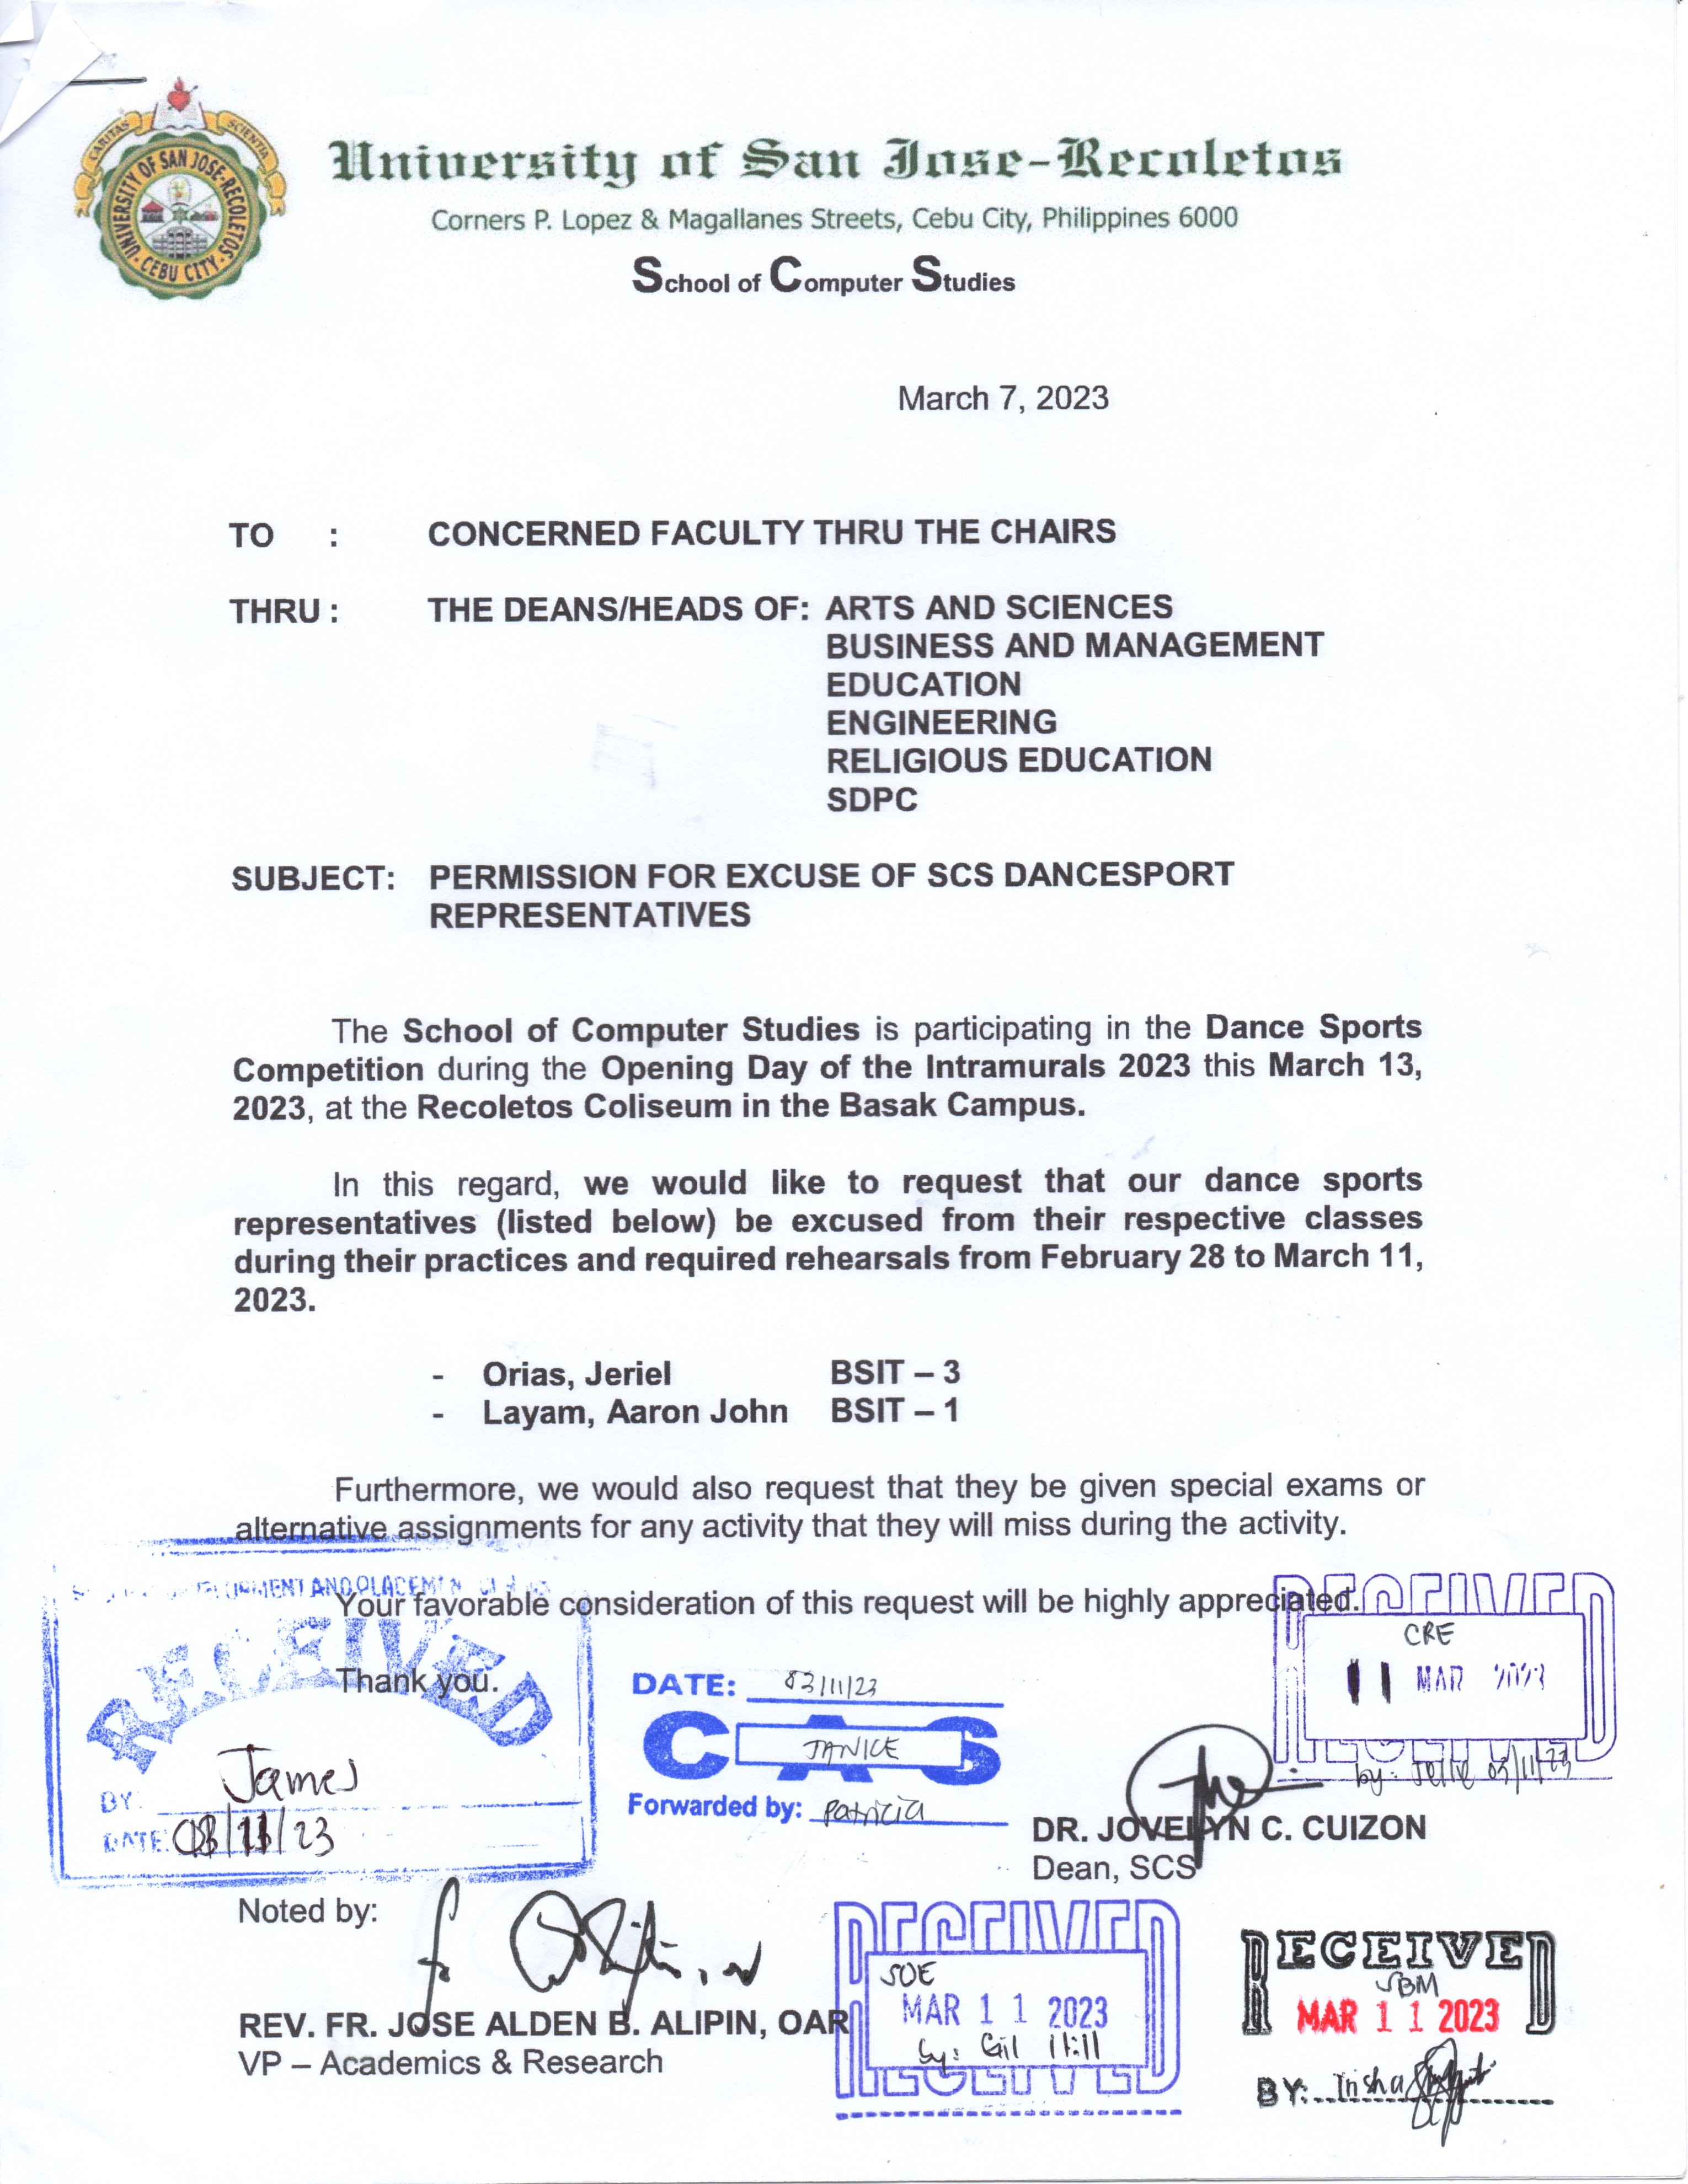 CARITAS
SCIENTIA
UNIVERSITY OF SAN JOSE-RECOLETOS
CEBU CITY
University of San Jose-Recoletos
Corners P. Lopez & Magallanes Streets, Cebu City, Philippines 6000
School of Computer Studies
March 7, 2023
TO : CONCERNED FACULTY THRU THE CHAIRS
THRU : THE DEANS/HEADS OF: ARTS AND SCIENCES
BUSINESS AND MANAGEMENT
EDUCATION
ENGINEERING
RELIGIOUS EDUCATION
SDPC
SUBJECT: PERMISSION FOR EXCUSE OF SCS DANCESPORT
REPRESENTATIVES
The School of Computer Studies is participating in the Dance Sports
Competition during the Opening Day of the Intramurals 2023 this March 13,
2023, at the Recoletos Coliseum in the Basak Campus.
In this regard, we would like to request that our dance sports
representatives (listed below) be excused from their respective classes
during their practices and required rehearsals from February 28 to March 11,
2023.
- Orias, Jeriel BSIT – 3
- Layam, Aaron John BSIT – 1
Furthermore, we would also request that they be given special exams or
alternative assignments for any activity that they will miss during the activity.
AND PLACEMENT
Your favorable consideration of this request will be highly appreciated.
RECEIVED
Thank you.
James
BY:
DATE: 03/11/23
DATE: 03/11/23
CAS
JANICE
Forwarded by: Patricia
RECEIVED
CRE
11 MAR 2023
RECEIVED
by: 03/11/23
DR. JOVELYN C. CUIZON
Dean, SCS
Noted by:
REV. FR. JOSE ALDEN B. ALIPIN, OAR
VP – Academics & Research
RECEIVED
SOE
MAR 11 2023
by: Gil 11:11
RECEIVED
RECEIVED
SBM
MAR 11 2023
BY: Trisha